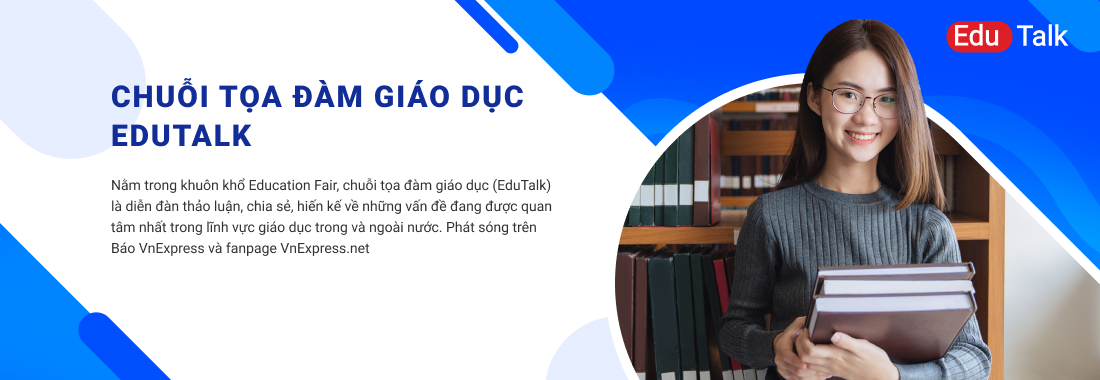 Edu Talk
CHUỖI TỌA ĐÀM GIÁO DỤC
EDUTALK
Nằm trong khuôn khổ Education Fair, chuỗi tọa đàm giáo dục (EduTalk)
là diễn đàn thảo luận, chia sẻ, hiến kế về những vấn đề đang được quan
tâm nhất trong lĩnh vực giáo dục trong và ngoài nước. Phát sóng trên
Báo VnExpress và fanpage VnExpress.net